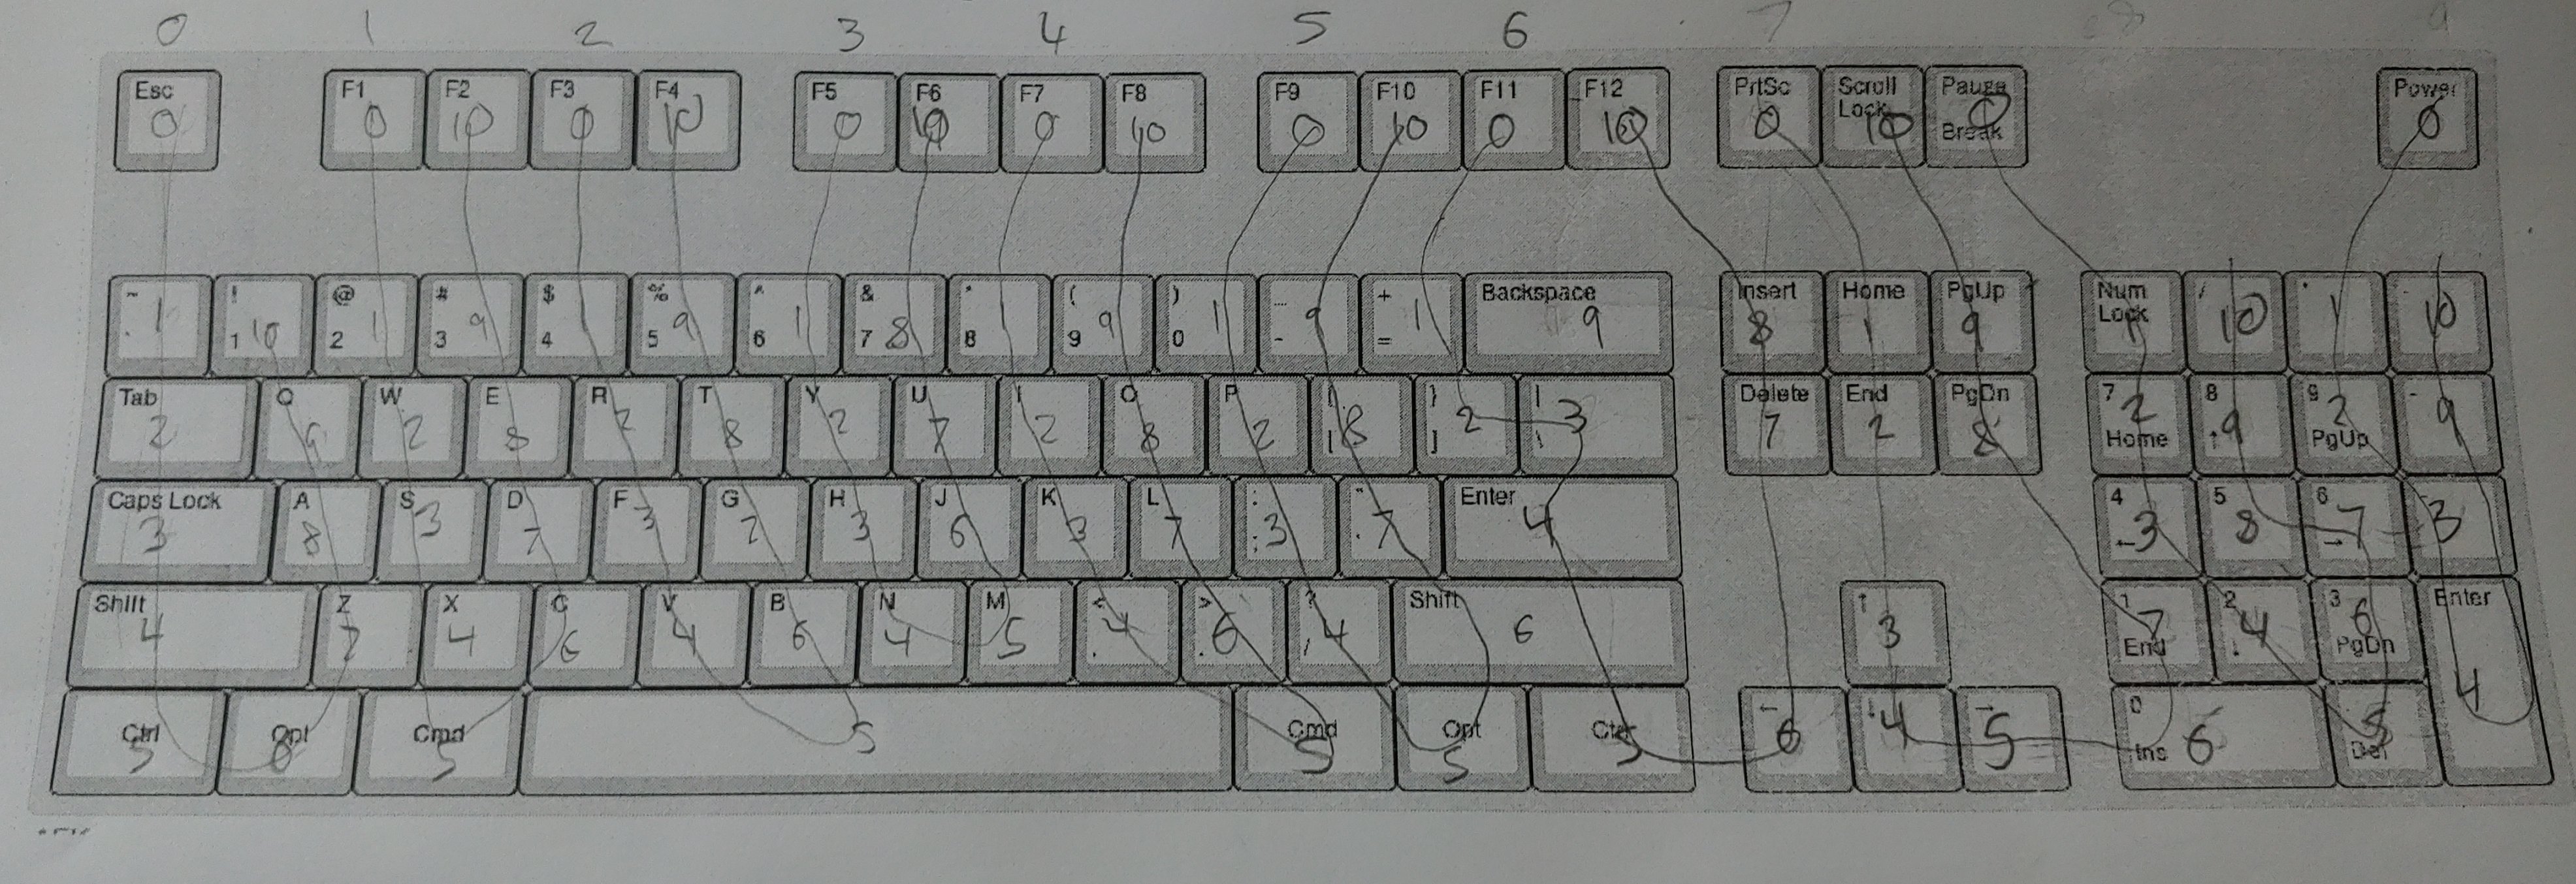 0 1 2 3 4 5 6 7 8 9
Esc F1 F2 F3 F4 F5 F6 F7 F8 F9 F10 F11 F12 PrtSc Scroll Lock Pause Break Power
0 0 10 0 10 0 10 0 10 0 10 0 10 0 10 0 0
~ ! @ # $ % ^ & * ( ) + Backspace Insert Home PgUp Num Lock / -
1 10 1 9 1 9 1 8 1 9 1 9 1 9 8 1 9 1 10 1 10
1 2 3 4 5 6 7 8 9 0 - =
Tab Q W E R T Y U I O P { [ } ] | \ Delete End PgDn 7 Home 8 ↑ 9 PgUp -
2 9 2 8 2 8 2 7 2 8 2 8 2 3 7 2 8 2 9 2 9
Caps Lock A S D F G H J K L : ; " Enter 4 ← 5 6 →
3 8 3 7 3 7 3 6 3 7 3 7 4 3 8 7 3
Shift Z X C V B N M < > ? / Shift ↑ 1 End 2 ↓ 3 PgDn Enter
4 7 4 6 4 6 4 5 4 6 4 6 3 7 4 6 4
Ctrl Opt Cmd Cmd Opt Ctrl ← ↓ → 0 Ins Del
5 6 5 5 5 5 5 6 4 5 6 5